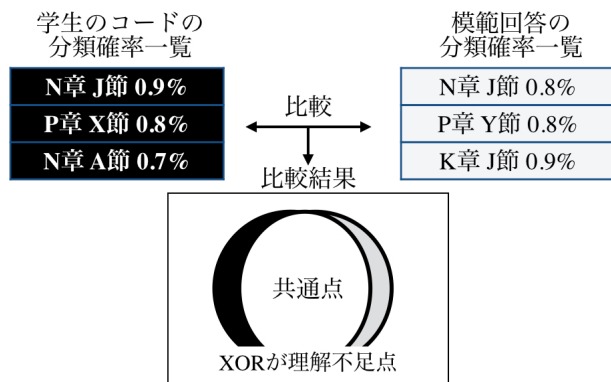 学生のコードの
分類確率一覧
N章 J節 0.9%
P章 X節 0.8%
N章 A節 0.7%
比較
比較結果
模範回答の
分類確率一覧
N章 J節 0.8%
P章 Y節 0.8%
K章 J節 0.9%
共通点
XORが理解不足点